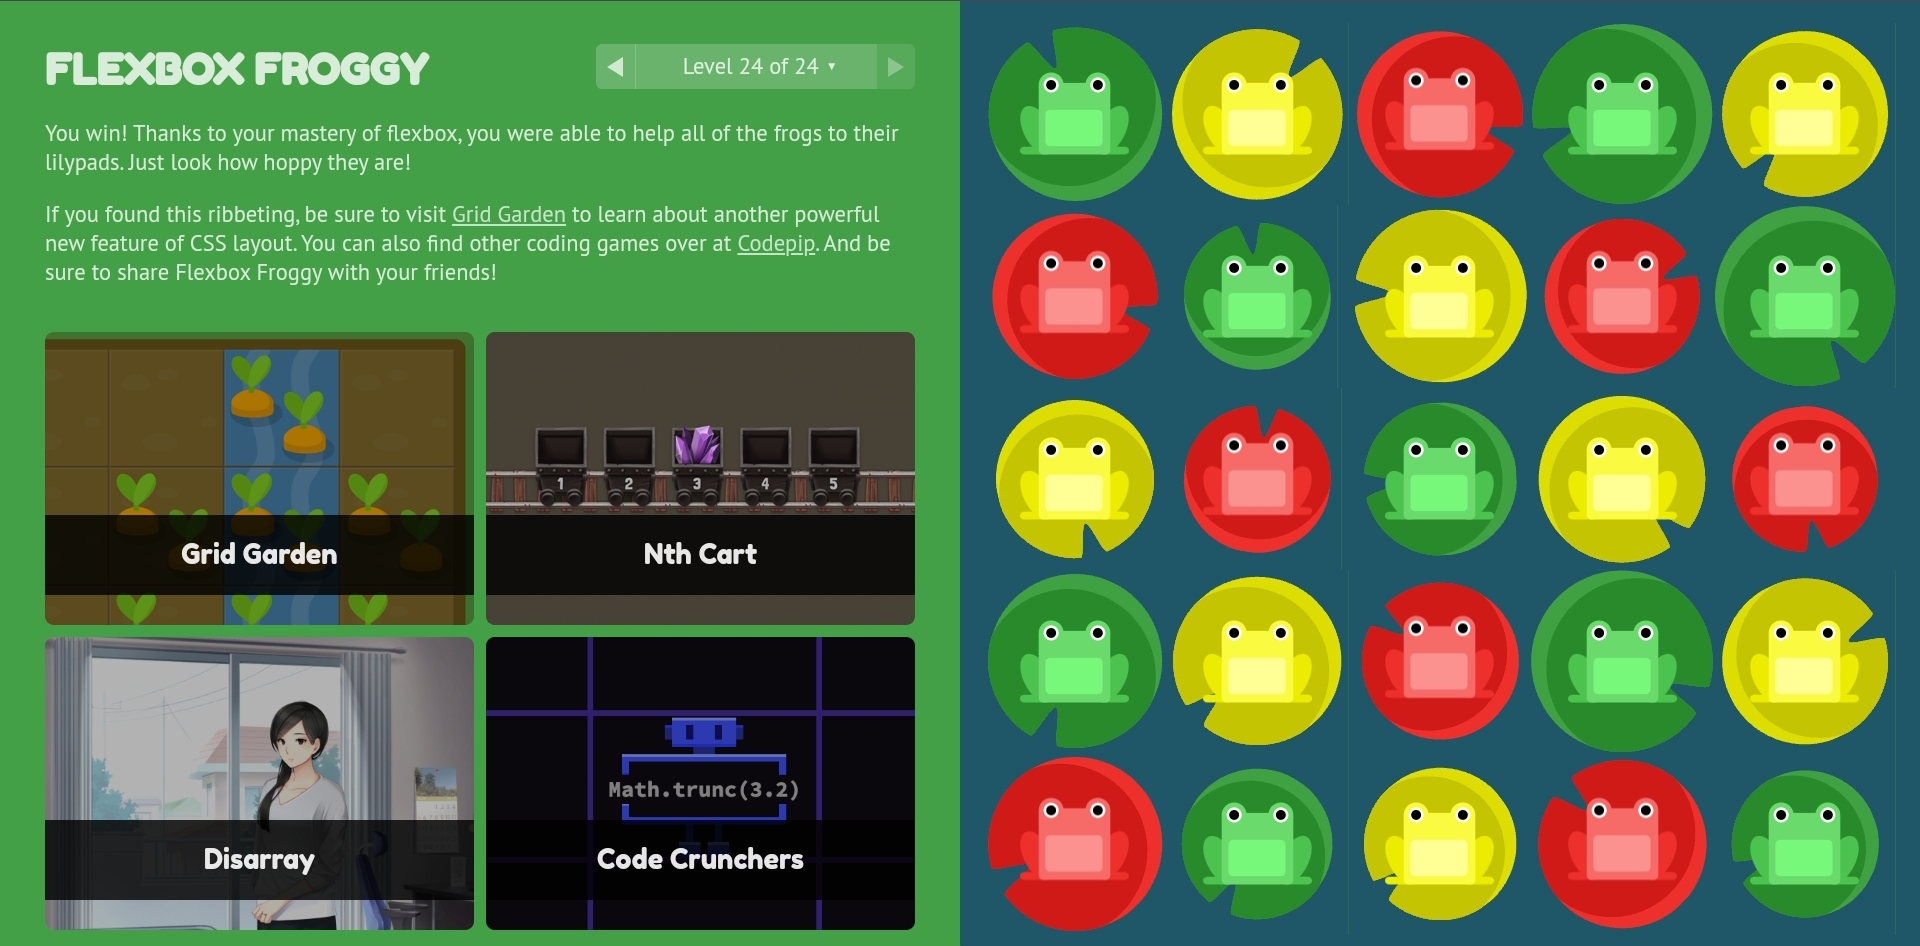 FLEXBOX FROGGY
Level 24 of 24 ▾
You win! Thanks to your mastery of flexbox, you were able to help all of the frogs to their
lilypads. Just look how hoppy they are!
If you found this ribbeting, be sure to visit Grid Garden to learn about another powerful
new feature of CSS layout. You can also find other coding games over at Codepip. And be
sure to share Flexbox Froggy with your friends!
1 2 3 4 5
Grid Garden
Nth Cart
Math.trunc(3.2)
Disarray
Code Crunchers